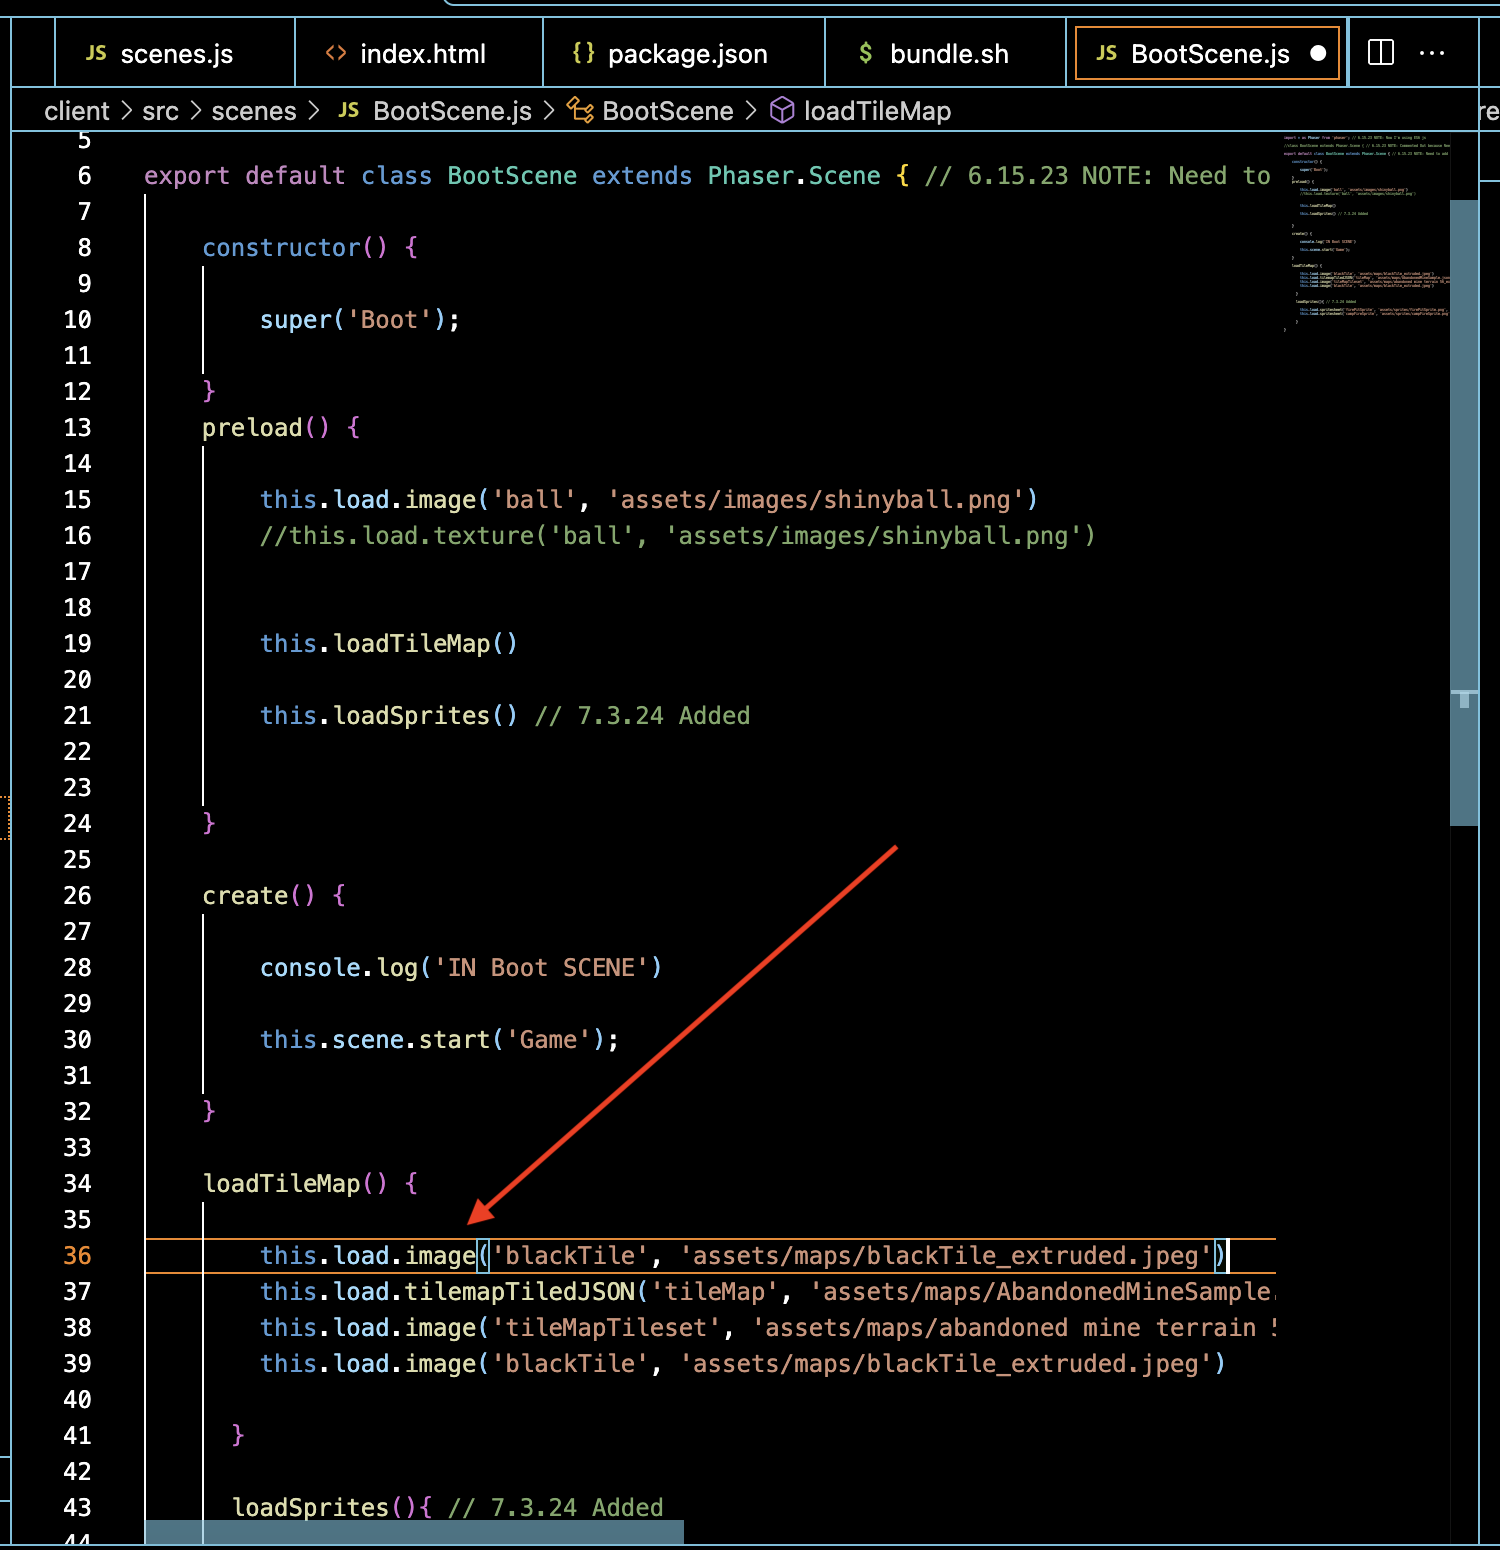 JS scenes.js <> index.html {} package.json $ bundle.sh JS BootScene.js ● ...
client > src > scenes > JS BootScene.js > BootScene > loadTileMap
5
6 export default class BootScene extends Phaser.Scene { // 6.15.23 NOTE: Need to
7
8 constructor() {
9
10 super('Boot');
11
12 }
13 preload() {
14
15 this.load.image('ball', 'assets/images/shinyball.png')
16 //this.load.texture('ball', 'assets/images/shinyball.png')
17
18
19 this.loadTileMap()
20
21 this.loadSprites() // 7.3.24 Added
22
23
24 }
25
26 create() {
27
28 console.log('IN Boot SCENE')
29
30 this.scene.start('Game');
31
32 }
33
34 loadTileMap() {
35
36 this.load.image('blackTile', 'assets/maps/blackTile_extruded.jpeg')
37 this.load.tilemapTiledJSON('tileMap', 'assets/maps/AbandonedMineSample.
38 this.load.image('tileMapTileset', 'assets/maps/abandoned mine terrain 5
39 this.load.image('blackTile', 'assets/maps/blackTile_extruded.jpeg')
40
41 }
42
43 loadSprites(){ // 7.3.24 Added
44